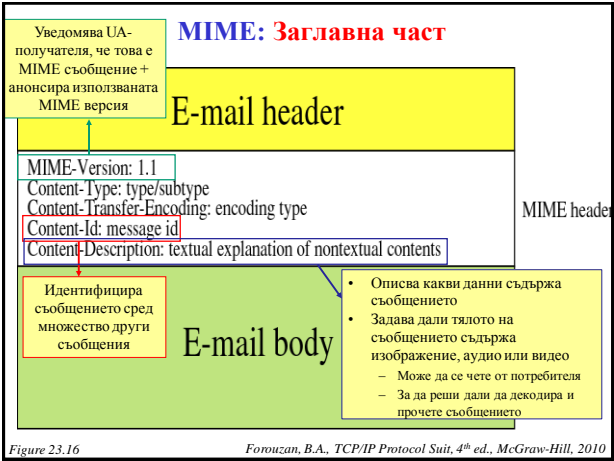 MIME: Заглавна част
Уведомява UA-
получателя, че това е
MIME съобщение +
анонсира използваната
MIME версия
E-mail header
MIME-Version: 1.1
Content-Type: type/subtype
Content-Transfer-Encoding: encoding type
Content-Id: message id
Content-Description: textual explanation of nontextual contents
MIME header
Идентифицира
съобщението сред
множество други
съобщения
E-mail body
• Описва какви данни съдържа
съобщението
• Задава дали тялото на
съобщението съдържа
изображение, аудио или видео
– Може да се чете от потребителя
– За да реши дали да декодира и
прочете съобщението
Figure 23.16
Forouzan, B.A., TCP/IP Protocol Suit, 4th ed., McGraw-Hill, 2010